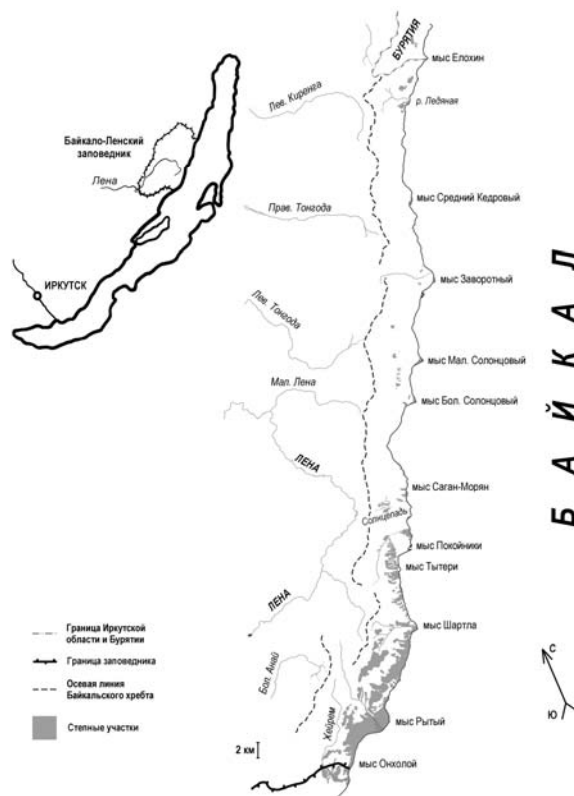 Байкало-Ленский
заповедник
Лена
ИРКУТСК
БУРЯТИЯ
мыс Елохин
Лев. Киренга
р. Ледяная
мыс Средний Кедровый
Прав. Тонгода
мыс Заворотный
Лев. Тонгода
мыс Мал. Солонцовый
Мал. Лена
мыс Бол. Солонцовый
БАЙКАЛ
ЛЕНА
мыс Саган-Морян
Солнцепадь
мыс Покойники
мыс Тытери
ЛЕНА
мыс Шартла
Граница Иркутской
области и Бурятии
Граница заповедника
Осевая линия
Байкальского хребта
Степные участки
Бол. Анай
Хейрем
мыс Рытый
2 км
мыс Онхолой
С
Ю